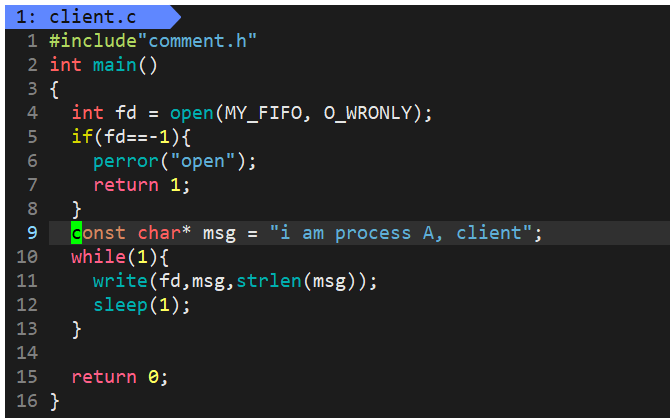 1: client.c
1 #include"comment.h"
2 int main()
3 {
4   int fd = open(MY_FIFO, O_WRONLY);
5   if(fd==-1){
6     perror("open");
7     return 1;
8   }
9   const char* msg = "i am process A, client";
10   while(1){
11     write(fd,msg,strlen(msg));
12     sleep(1);
13   }
14
15   return 0;
16 }